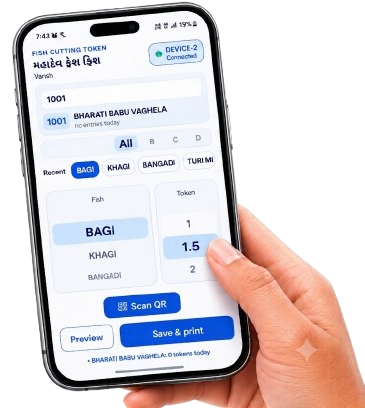 7:43
19%
FISH CUTTING TOKEN
મહાદેવ ફ્રેશ ફિશ
Vansh
DEVICE-2
Connected
1001
1001 BHARATI BABU VAGHELA
no entries today
All B C D
Recent BAGI KHAGI BANGADI TURI MI
Fish Token
BAGI
KHAGI
BANGADI
1
1.5
2
Scan QR
Preview Save & print
• BHARATI BABU VAGHELA: 0 tokens today